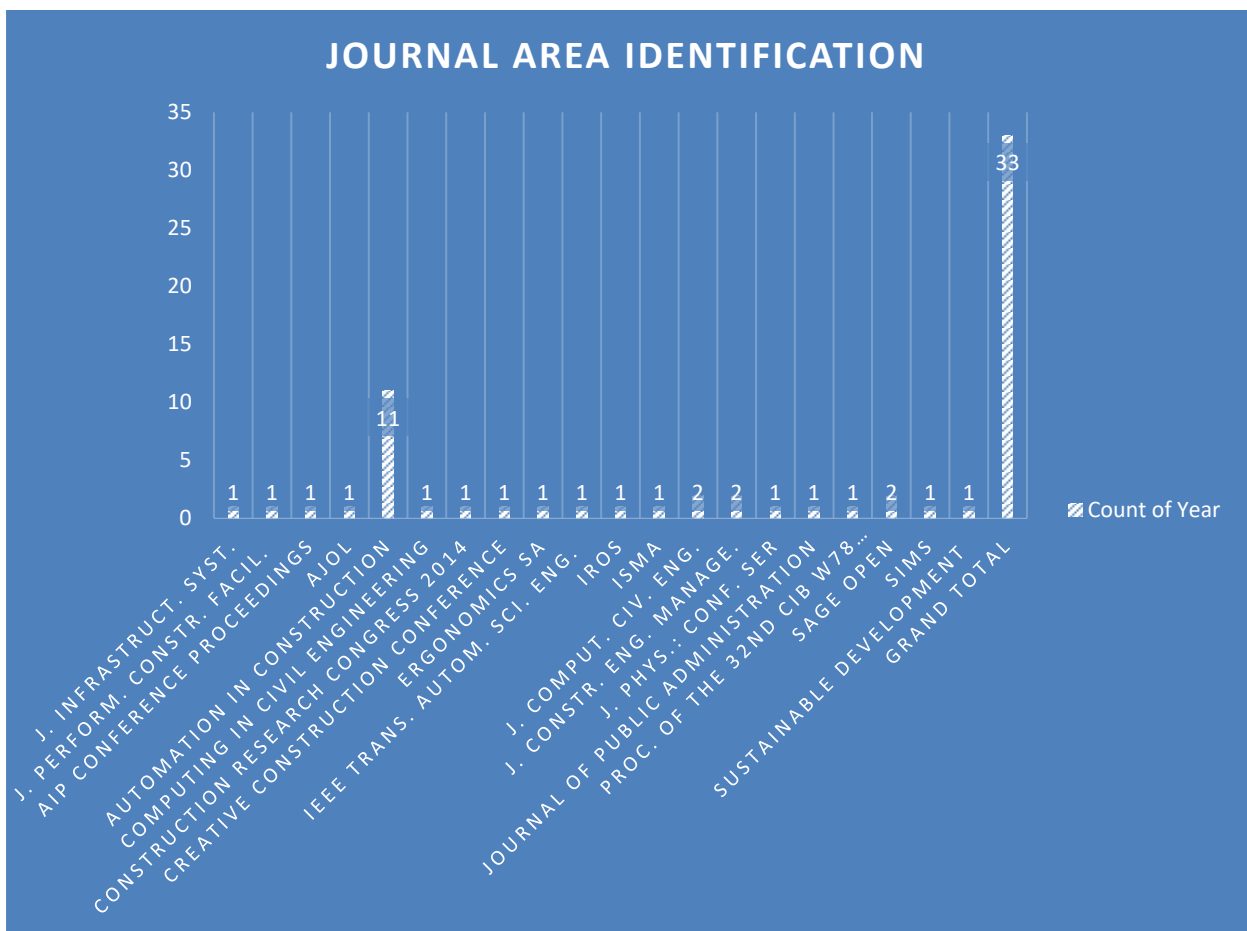 JOURNAL AREA IDENTIFICATION
35
30
25
20
15
10
5
0
1
1
1
1
11
1
1
1
1
1
1
1
2
2
1
1
1
2
1
1
33
Count of Year
J. INFRASTRUCT. SYST.
J. PERFORM. CONSTR. FACIL.
AIP CONFERENCE PROCEEDINGS
AJOL
AUTOMATION IN CONSTRUCTION
COMPUTING IN CIVIL ENGINEERING
CONSTRUCTION RESEARCH CONGRESS 2014
CREATIVE CONSTRUCTION CONFERENCE
ERGONOMICS SA
IEEE TRANS. AUTOM. SCI. ENG.
IROS
ISMA
J. COMPUT. CIV. ENG.
J. CONSTR. ENG. MANAGE.
J. PHYS.: CONF. SER
JOURNAL OF PUBLIC ADMINISTRATION
PROC. OF THE 32ND CIB W78...
SAGE OPEN
SIMS
SUSTAINABLE DEVELOPMENT
GRAND TOTAL